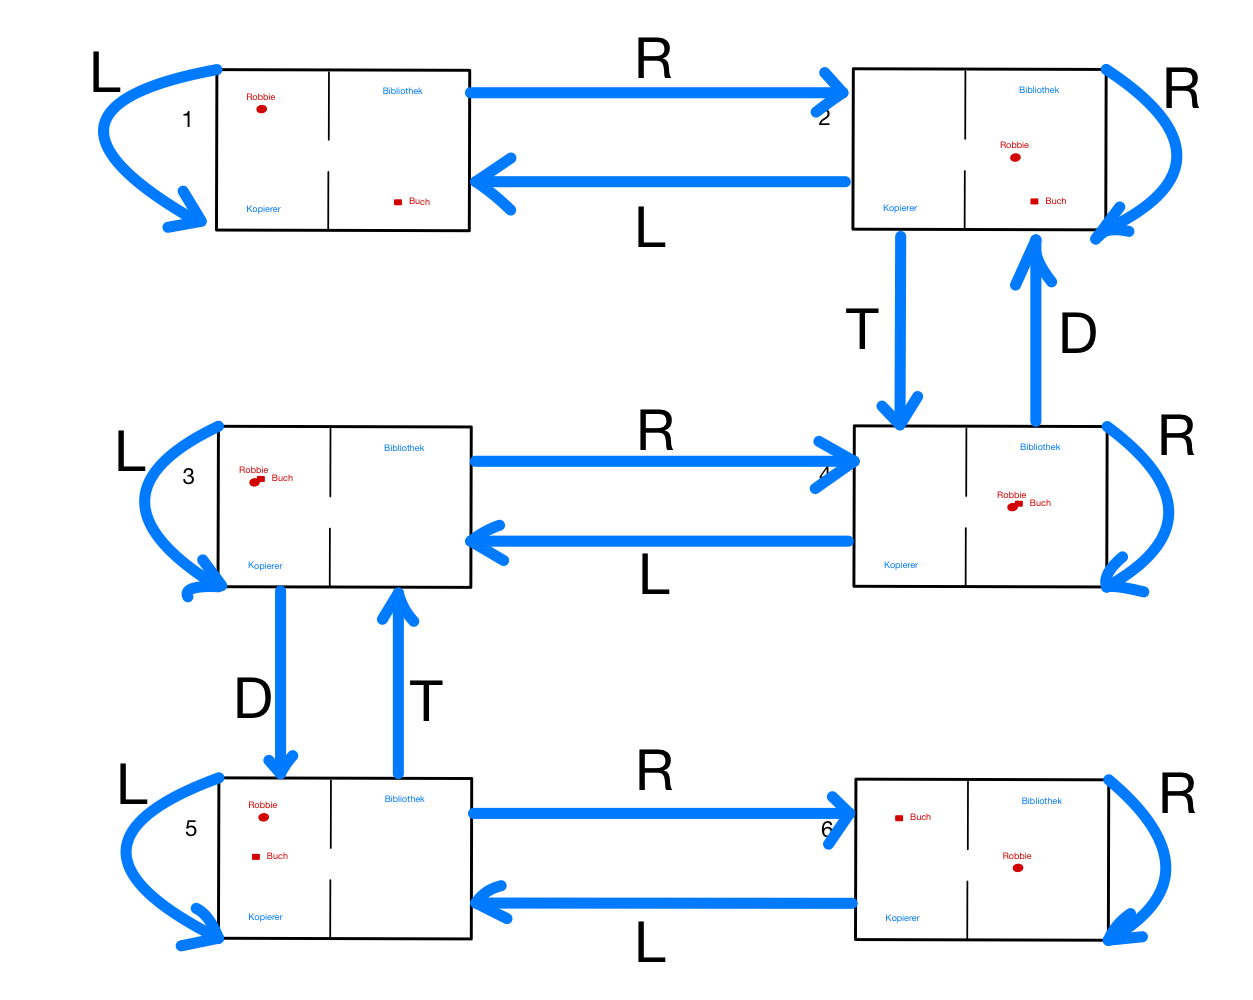 L
R
R
1
Robbie
Bibliothek
Kopierer
Buch
2
Bibliothek
Robbie
Kopierer
Buch
L
T
D
L
R
R
3
Robbie
Buch
Bibliothek
Kopierer
4
Bibliothek
Robbie
Buch
Kopierer
L
D
T
L
R
R
5
Robbie
Bibliothek
Buch
Kopierer
6
Buch
Bibliothek
Robbie
Kopierer
L